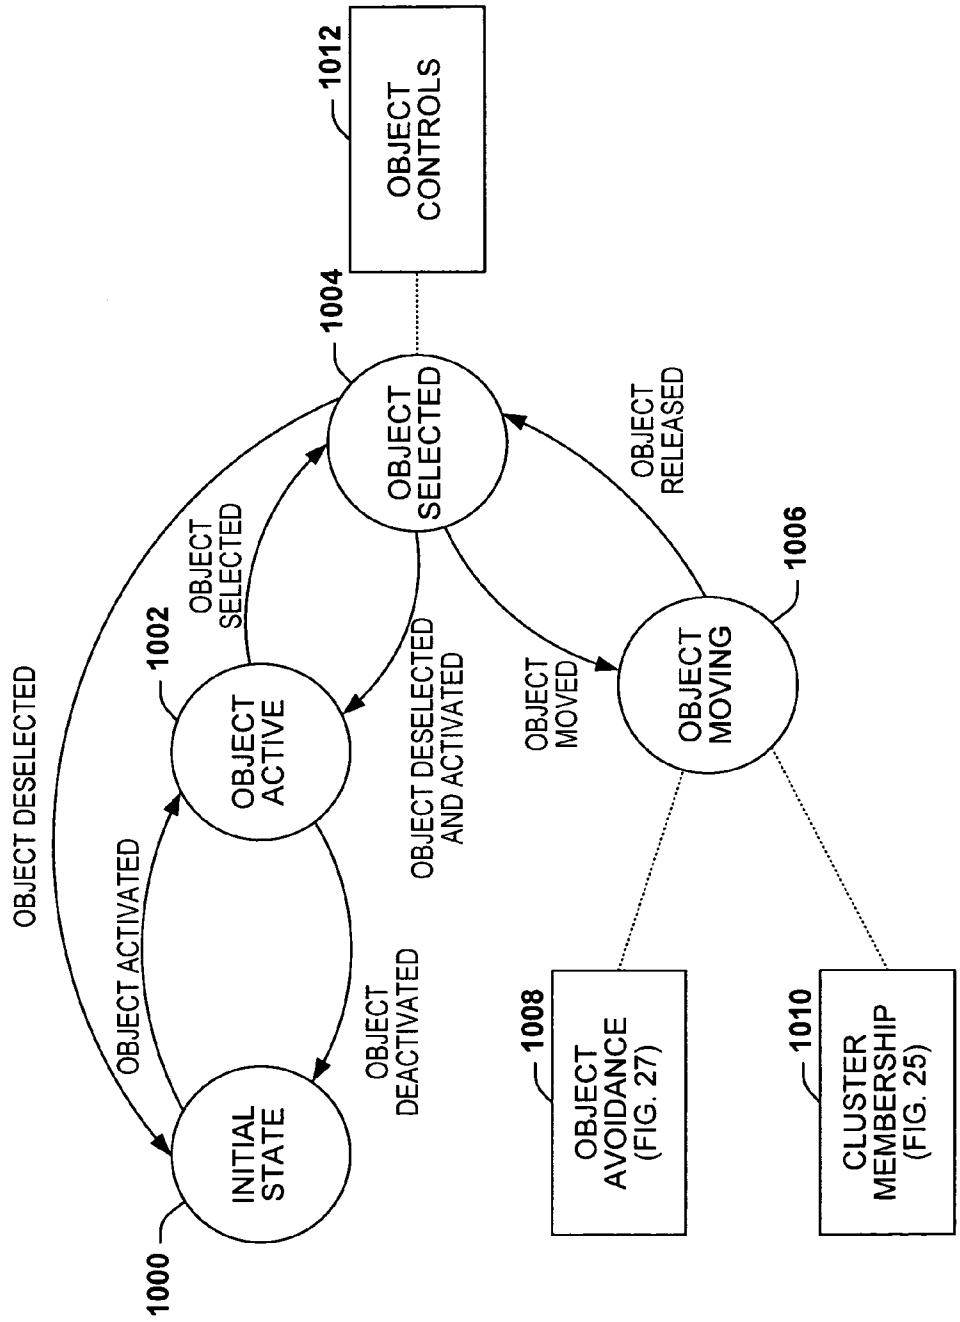 OBJECT DESELECTED
OBJECT ACTIVATED
1002
OBJECT
SELECTED
1004
1012
1000
INITIAL
STATE
OBJECT
ACTIVE
OBJECT
SELECTED
OBJECT
CONTROLS
OBJECT
DEACTIVATED
OBJECT DESELECTED
AND ACTIVATED
OBJECT
MOVED
OBJECT
RELEASED
1008
OBJECT
AVOIDANCE
(FIG. 27)
OBJECT
MOVING
1006
1010
CLUSTER
MEMBERSHIP
(FIG. 25)